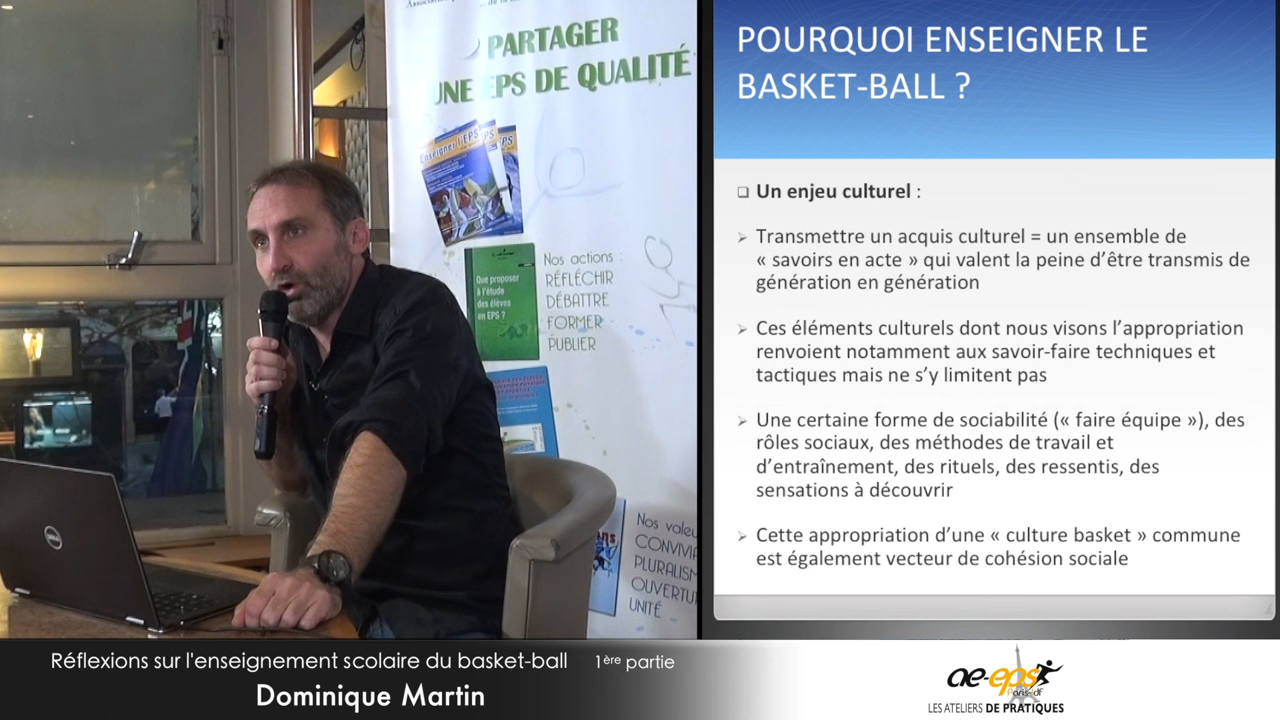 PARTAGER
UNE EPS DE QUALITÉ
Enseigner l'EPS
EPS
Que proposer
à l'étude
des élèves
en EPS ?
Nos actions :
RÉFLÉCHIR
DÉBATTRE
FORMER
PUBLIER
Nos
CONVIVI
PLURALISM
OUVERTU
UNITÉ
DELL
POURQUOI ENSEIGNER LE
BASKET-BALL ?
❑ Un enjeu culturel :
➢ Transmettre un acquis culturel = un ensemble de
« savoirs en acte » qui valent la peine d’être transmis de
génération en génération
➢ Ces éléments culturels dont nous visons l’appropriation
renvoient notamment aux savoir-faire techniques et
tactiques mais ne s’y limitent pas
➢ Une certaine forme de sociabilité (« faire équipe »), des
rôles sociaux, des méthodes de travail et
d’entraînement, des rituels, des ressentis, des
sensations à découvrir
➢ Cette appropriation d’une « culture basket » commune
est également vecteur de cohésion sociale
Réflexions sur l'enseignement scolaire du basket-ball 1ère partie
Dominique Martin
ae-eps
Paris-idf
LES ATELIERS DE PRATIQUES